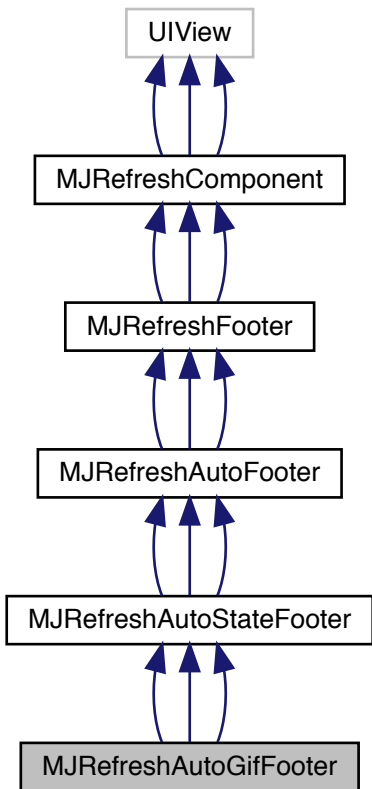 UIView
MJRefreshComponent
MJRefreshFooter
MJRefreshAutoFooter
MJRefreshAutoStateFooter
MJRefreshAutoGifFooter